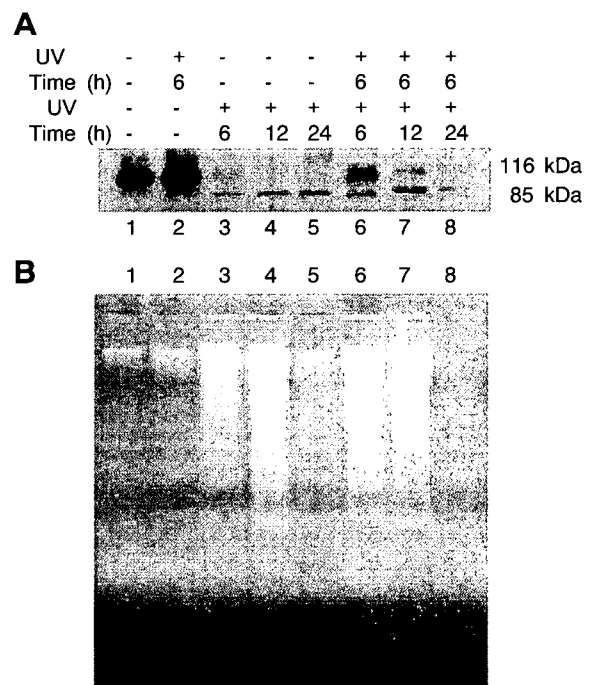 A
UV - + - - - + + +
Time (h) - 6 - - - 6 6 6
UV - - + + + + + +
Time (h) - - 6 12 24 6 12 24
116 kDa
85 kDa
1 2 3 4 5 6 7 8
B 1 2 3 4 5 6 7 8